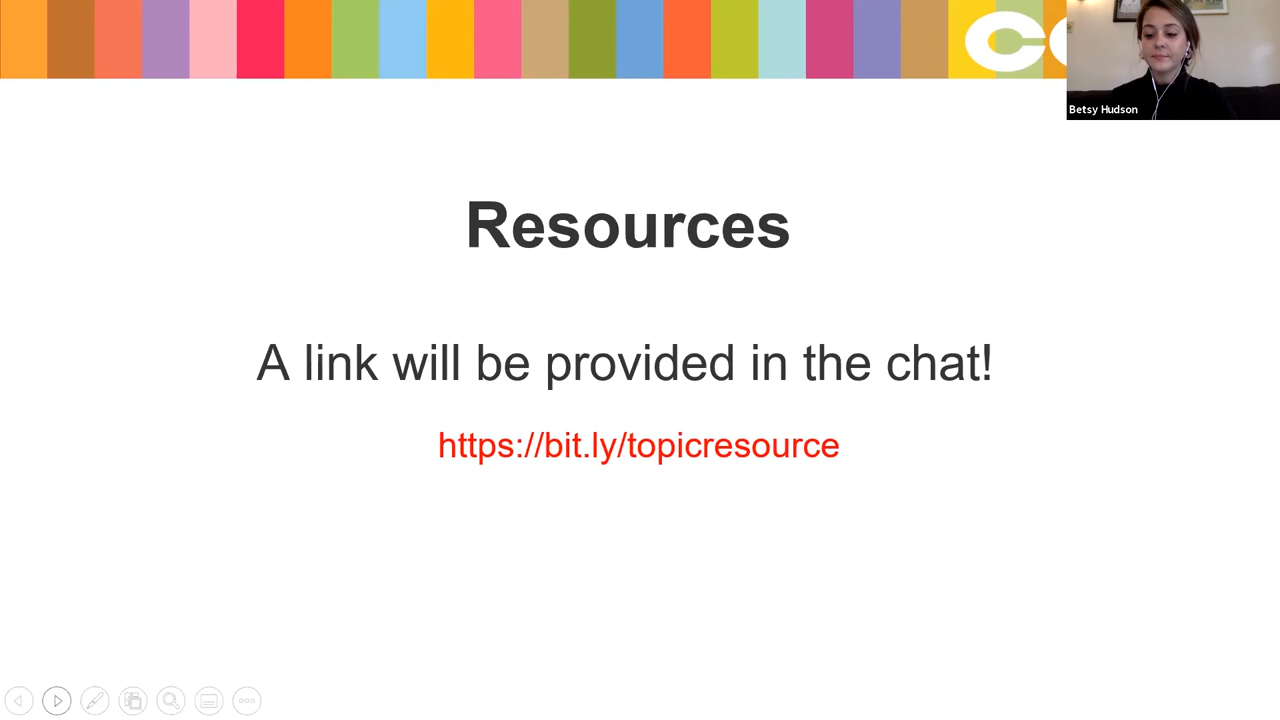 Betsy Hudson
Resources
A link will be provided in the chat!
https://bit.ly/topicresource